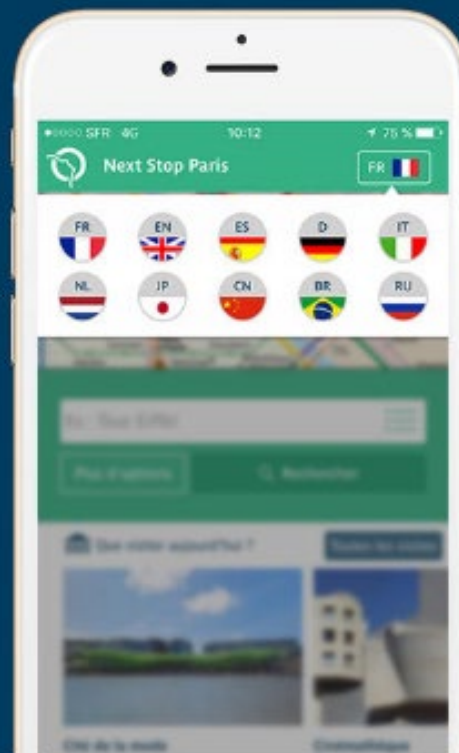 SFR 4G 10:12 75 %
Next Stop Paris FR
FR EN ES D IT
NL JP CN BR RU
Plus d'options Rechercher
Que visiter aujourd'hui ?
Toutes les visites
Cité de la mode
Cinémathèque